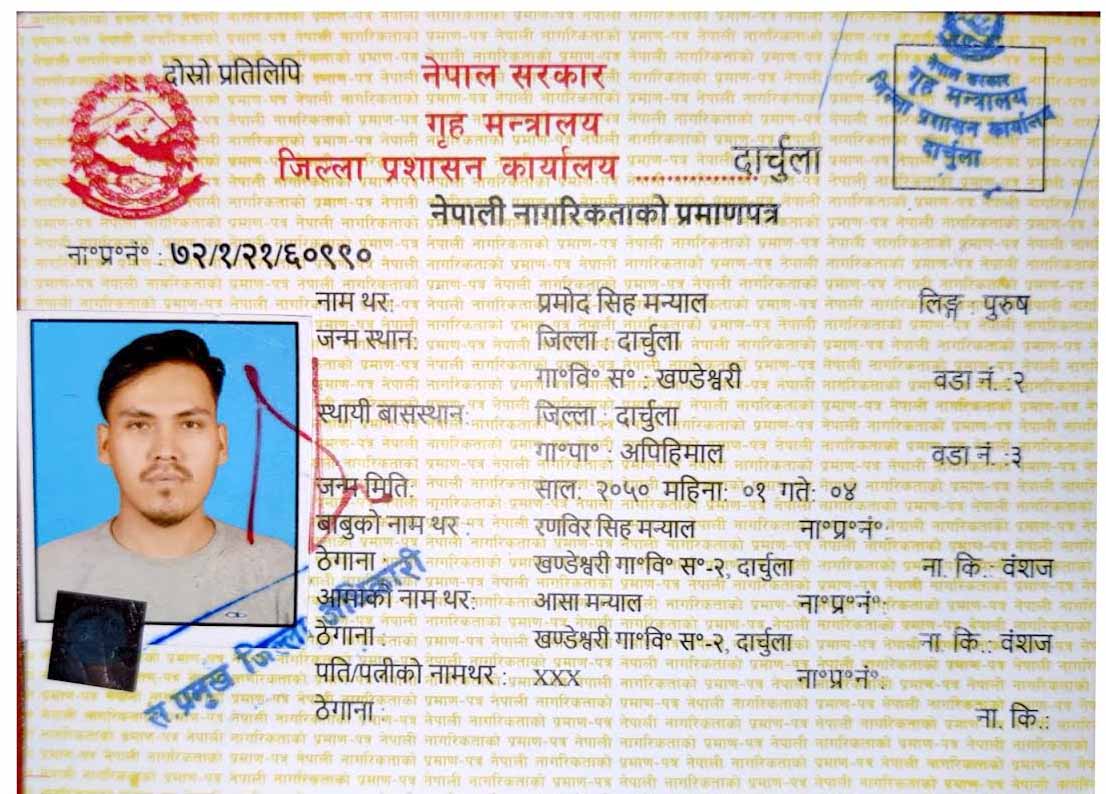 दोस्रो प्रतिलिपि
नेपाल सरकार
गृह मन्त्रालय
जिल्ला प्रशासन कार्यालय ................ दार्चुला
नेपाली नागरिकताको प्रमाणपत्र
नेपाल सरकार
गृह मन्त्रालय
जिल्ला प्रशासन कार्यालय
दार्चुला
ना॰प्र॰नं॰ : ७२/१/२१/६०९९०
नाम थर: प्रमोद सिह मन्याल लिङ्ग : पुरुष
जन्म स्थान: जिल्ला : दार्चुला
गा॰वि॰ स॰ : खण्डेश्वरी वडा नं. :२
स्थायी बासस्थान: जिल्ला : दार्चुला
गा॰पा॰ : अपिहिमाल वडा नं. :३
जन्म मिति: साल: २०५० महिना: ०१ गते: ०४
बाबुको नाम थर : रणविर सिह मन्याल ना॰प्र॰नं॰:
ठेगाना : खण्डेश्वरी गा॰वि॰ स॰-२, दार्चुला ना. कि.: वंशज
आमाको नाम थर: आसा मन्याल ना॰प्र॰नं॰:
ठेगाना : खण्डेश्वरी गा॰वि॰ स॰-२, दार्चुला ना कि.: वंशज
पति/पत्नीको नामथर : xxx ना॰प्र॰नं॰:
ठेगाना : ना. कि.:
प्रमुख जिल्ला अधिकारी